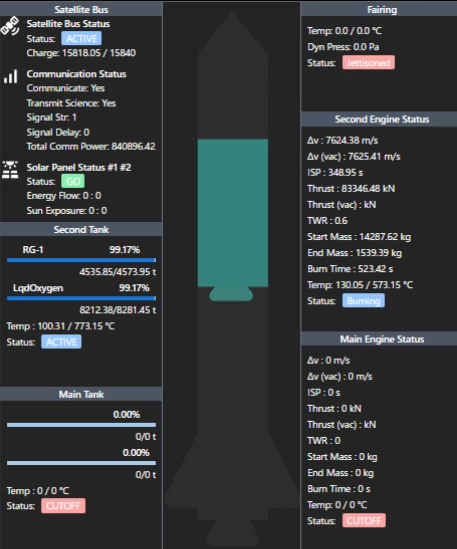 Satellite Bus
Satellite Bus Status
Status: ACTIVE
Charge: 15818.05 / 15840
Communication Status
Communicate: Yes
Transmit Science: Yes
Signal Str: 1
Signal Delay: 0
Total Comm Power: 840896.42
Solar Panel Status #1 #2
Status: GO
Energy Flow: 0 : 0
Sun Exposure: 0 : 0
Second Tank
RG-1 99.17%
4535.85/4573.95 t
LqdOxygen 99.17%
8212.38/8281.45 t
Temp : 100.31 / 773.15 °C
Status: ACTIVE
Main Tank
0.00%
0/0 t
0.00%
0/0 t
Temp : 0 / 0 °C
Status: CUTOFF
Fairing
Temp: 0.0 / 0.0 °C
Dyn Press: 0.0 Pa
Status: Jettisoned
Second Engine Status
Δv : 7624.38 m/s
Δv (vac) : 7625.41 m/s
ISP : 348.95 s
Thrust : 83346.48 kN
Thrust (vac) : kN
TWR : 0.6
Start Mass : 14287.62 kg
End Mass : 1539.39 kg
Burn Time : 523.42 s
Temp: 130.05 / 573.15 °C
Status: Burning
Main Engine Status
Δv : 0 m/s
Δv (vac) : 0 m/s
ISP : 0 s
Thrust : 0 kN
Thrust (vac) : kN
TWR : 0
Start Mass : 0 kg
End Mass : 0 kg
Burn Time : 0 s
Temp: 0 / 0 °C
Status: CUTOFF